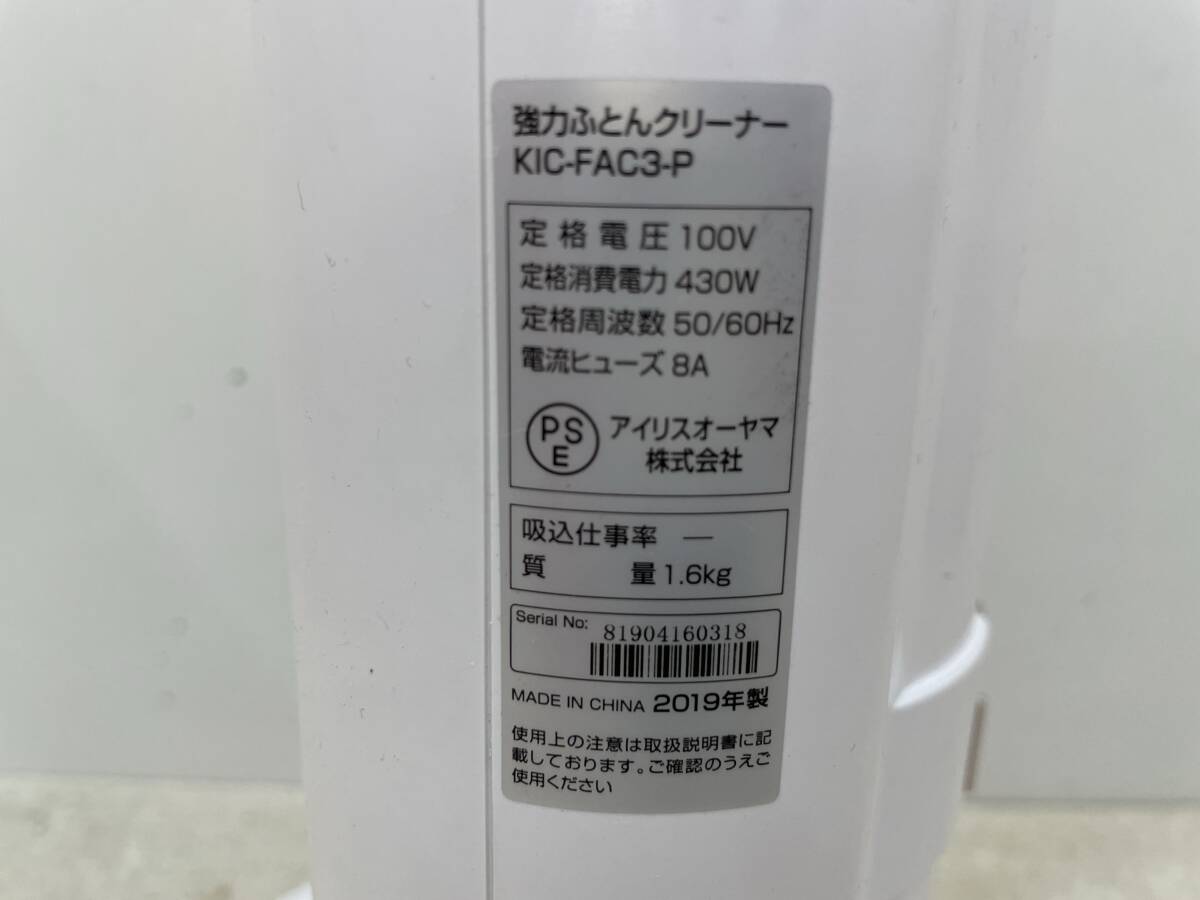 強力ふとんクリーナー
KIC-FAC3-P
定格電圧 100V
定格消費電力 430W
定格周波数 50/60Hz
電流ヒューズ 8A
PS
E
アイリスオーヤマ
株式会社
吸込仕事率 —
質量 1.6kg
Serial No: 81904160318
MADE IN CHINA 2019年製
使用上の注意は取扱説明書に記
載しております。ご確認のうえご
使用ください